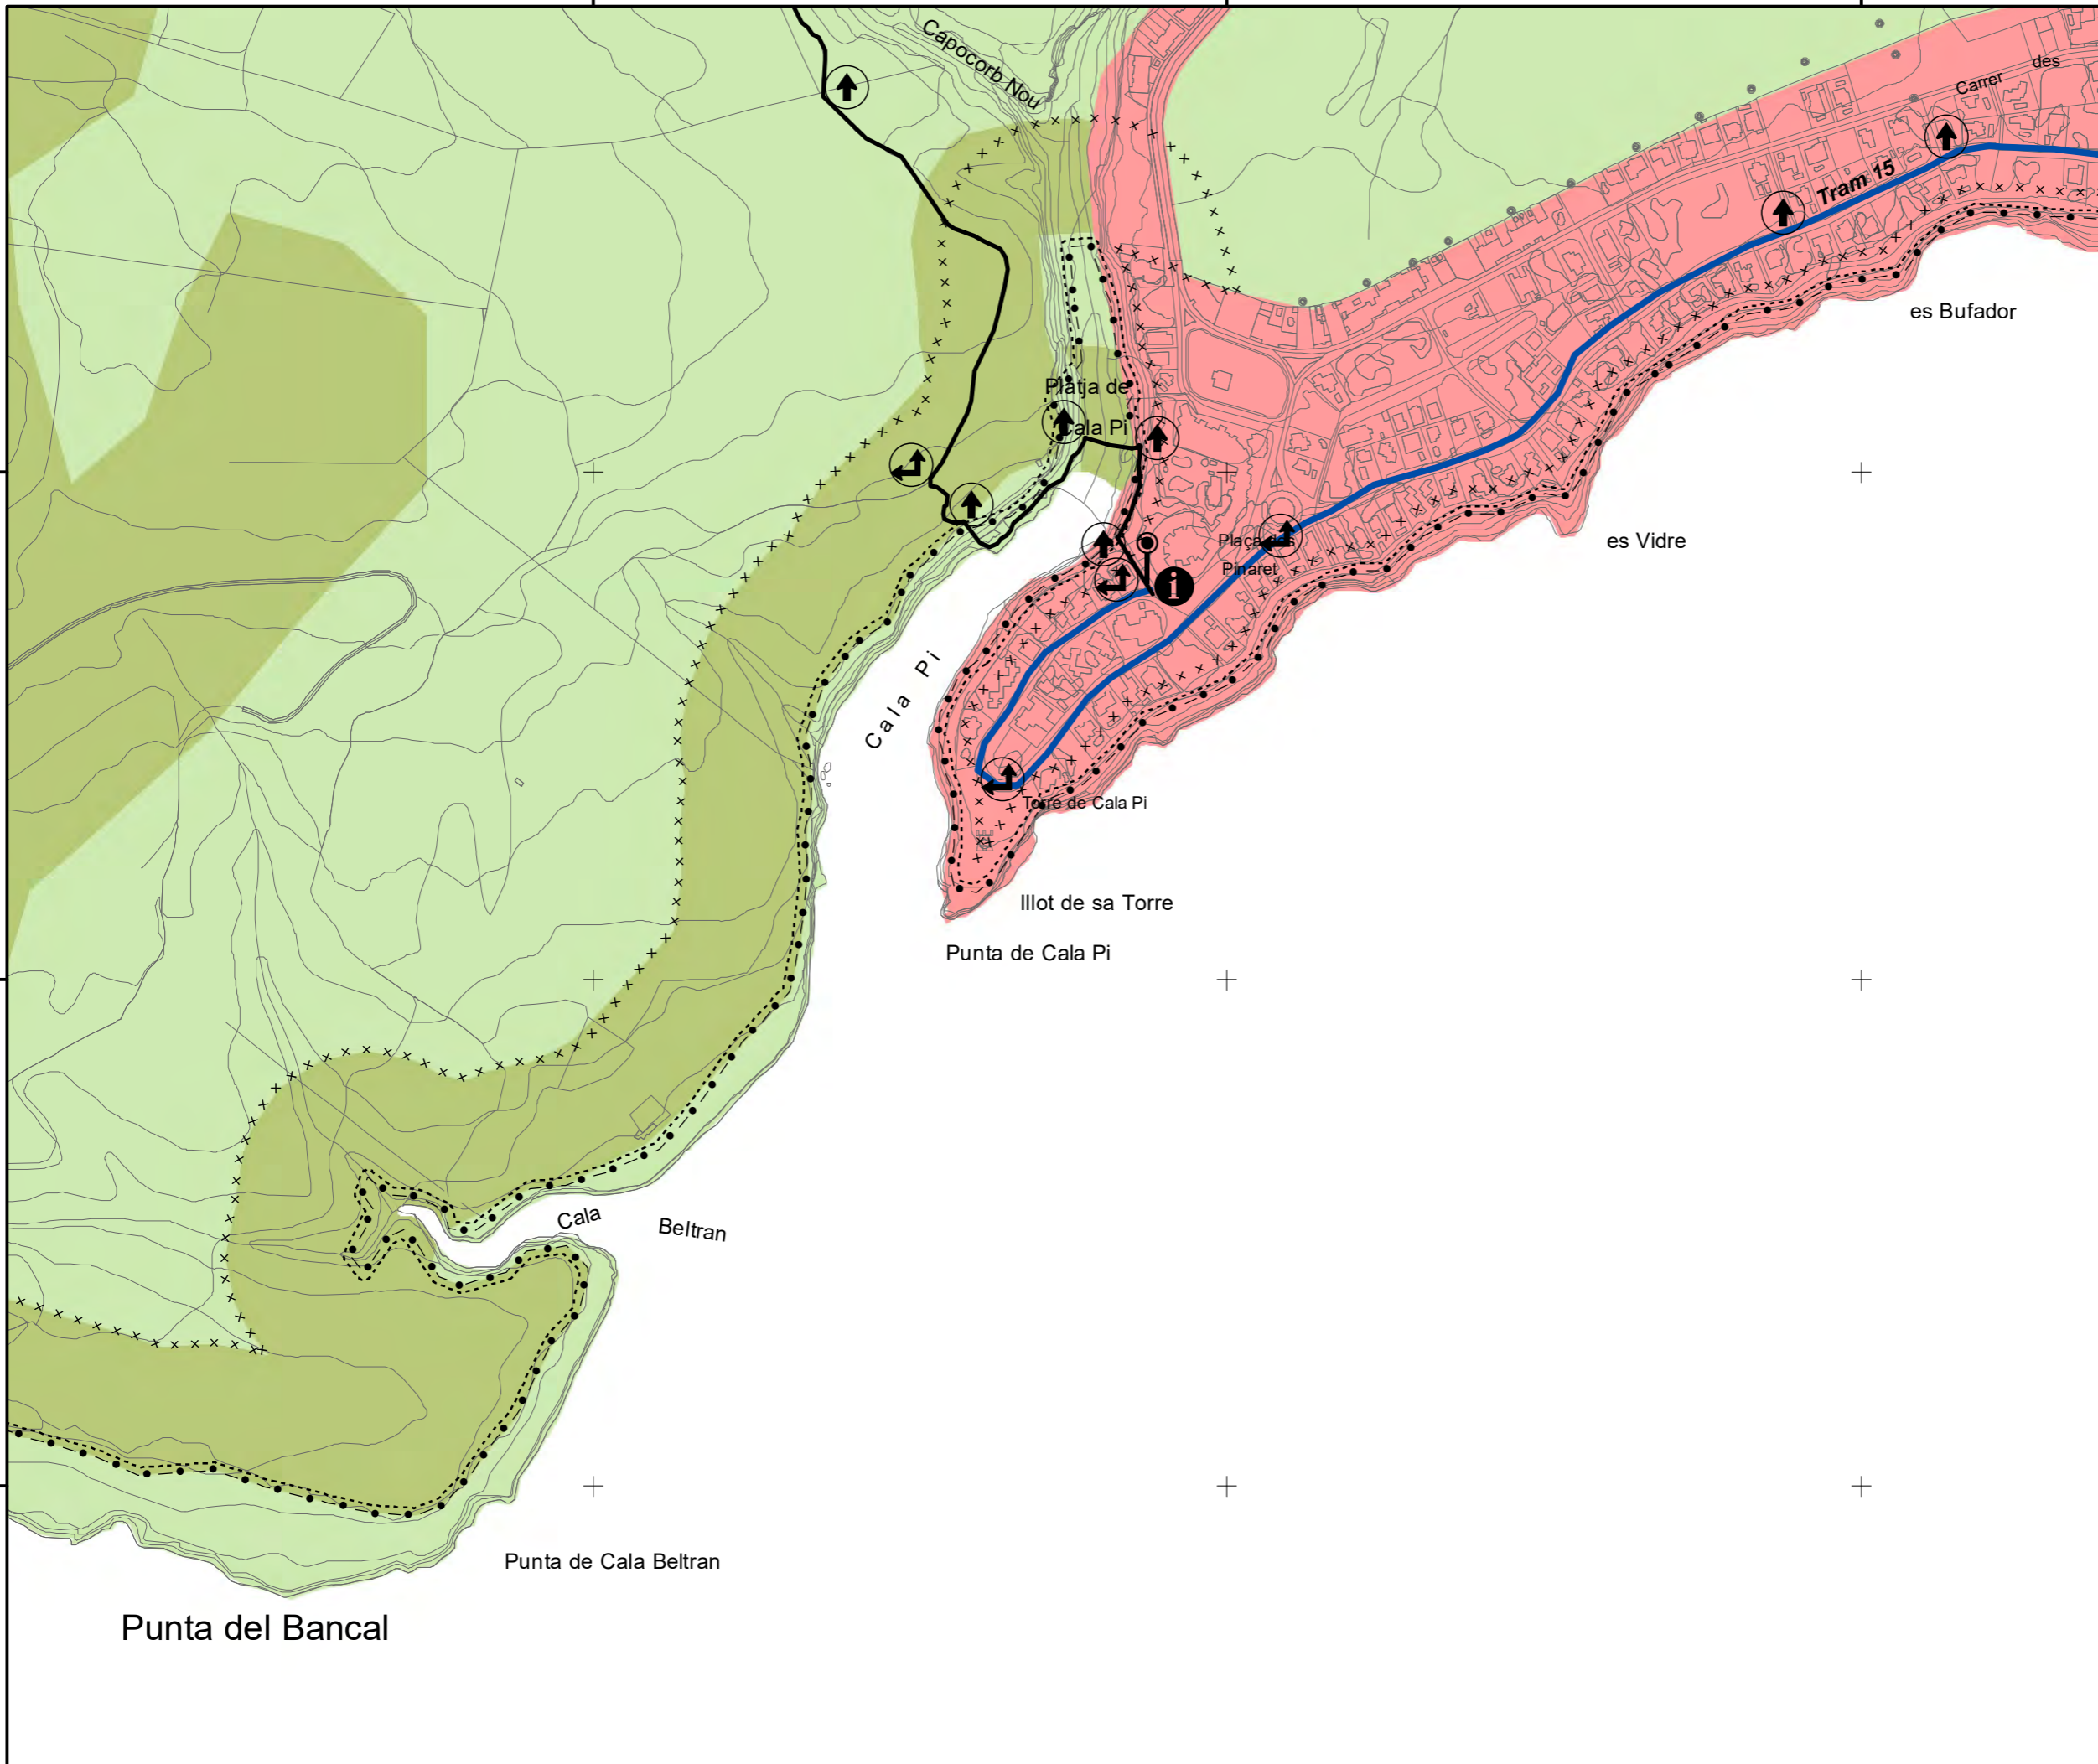 Capocorb Nou
Carrer des
Tram 15
es Bufador
Platja de
Cala Pi
es Vidre
Plaça des
Pinaret
i
Cala Pi
Torre de Cala Pi
Illot de sa Torre
Punta de Cala Pi
Cala Beltran
Punta de Cala Beltran
Punta del Bancal